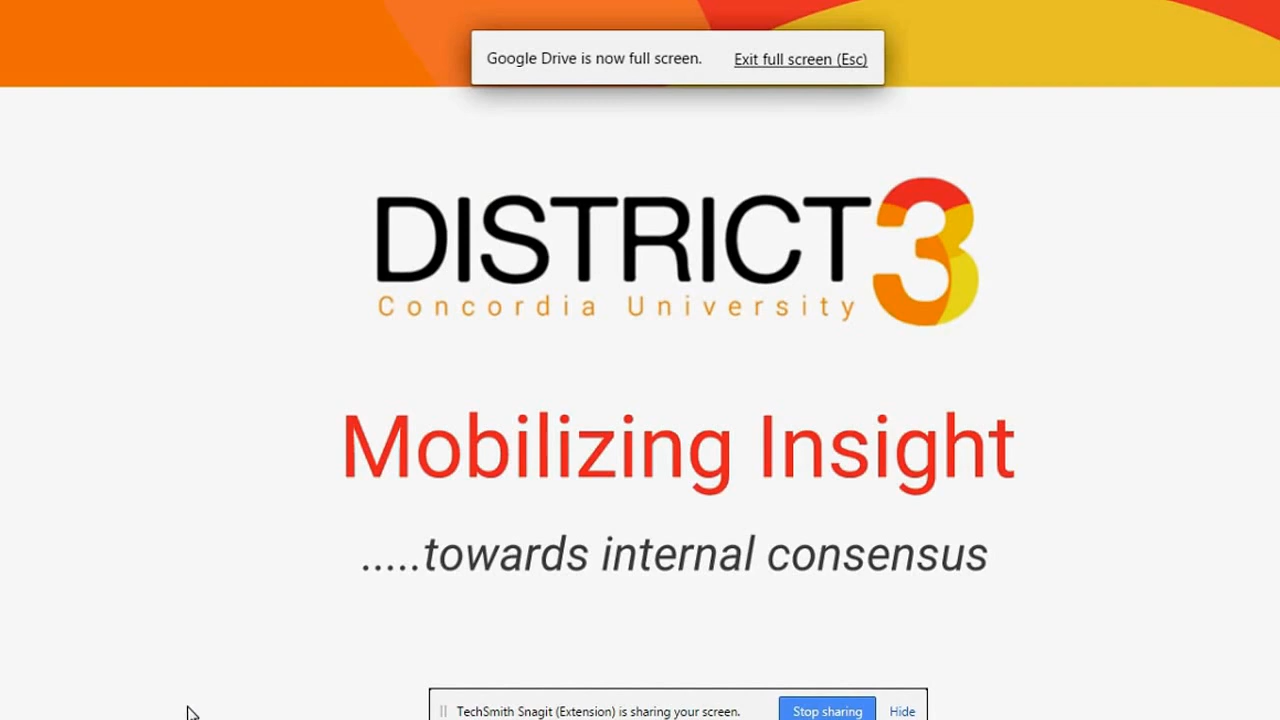 Google Drive is now full screen. Exit full screen (Esc)
DISTRICT3
Concordia University
Mobilizing Insight
.....towards internal consensus
TechSmith Snagit (Extension) is sharing your screen. Stop sharing Hide